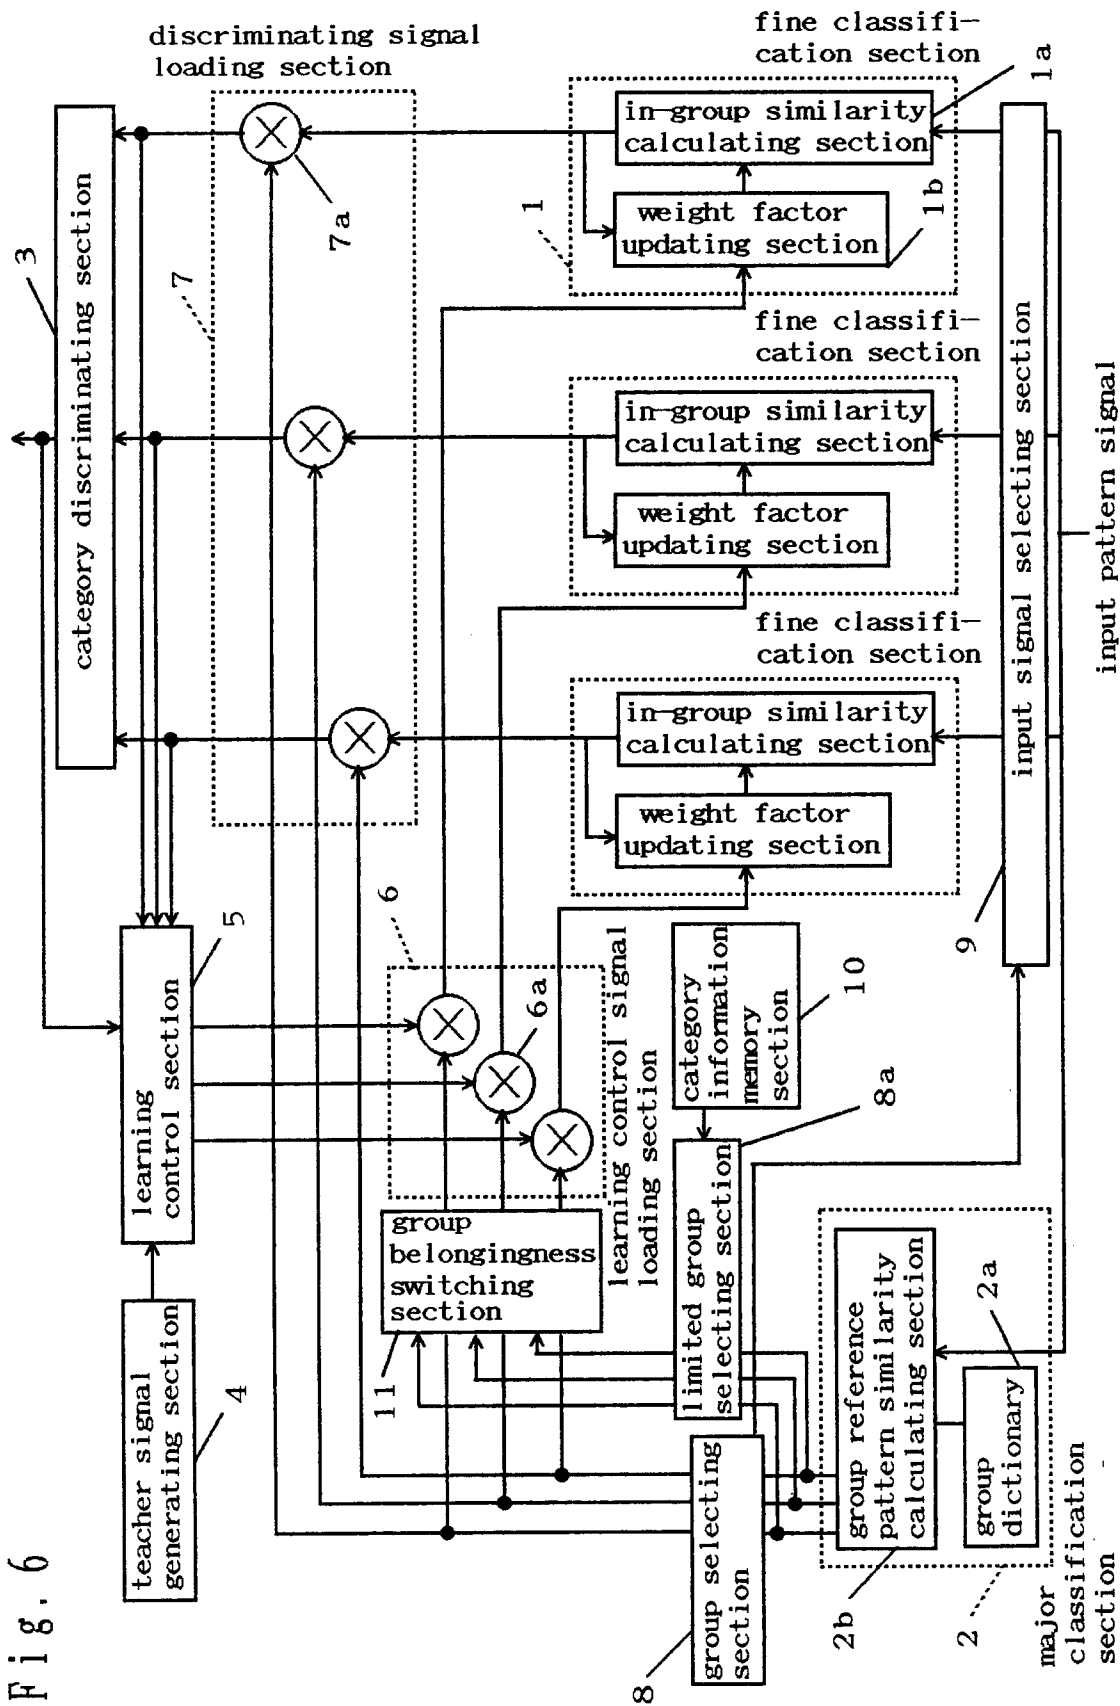 Fig. 6
discriminating signal
loading section
fine classifi-
cation section
1a
in-group similarity
calculating section
weight factor
updating section
1b
1
7a
7
3
category discriminating section
fine classifi-
cation section
in-group similarity
calculating section
weight factor
updating section
fine classifi-
cation section
in-group similarity
calculating section
weight factor
updating section
input signal selecting section
9
input pattern signal
learning
control section
5
6
6a
learning control signal
loading section
category
information
memory
section
10
teacher signal
generating section
4
group
belongingness
switching
section
11
limited group
selecting section
8a
group selecting
section
8
group reference
pattern similarity
calculating section
2b
group
dictionary
2a
2
major
classification
section